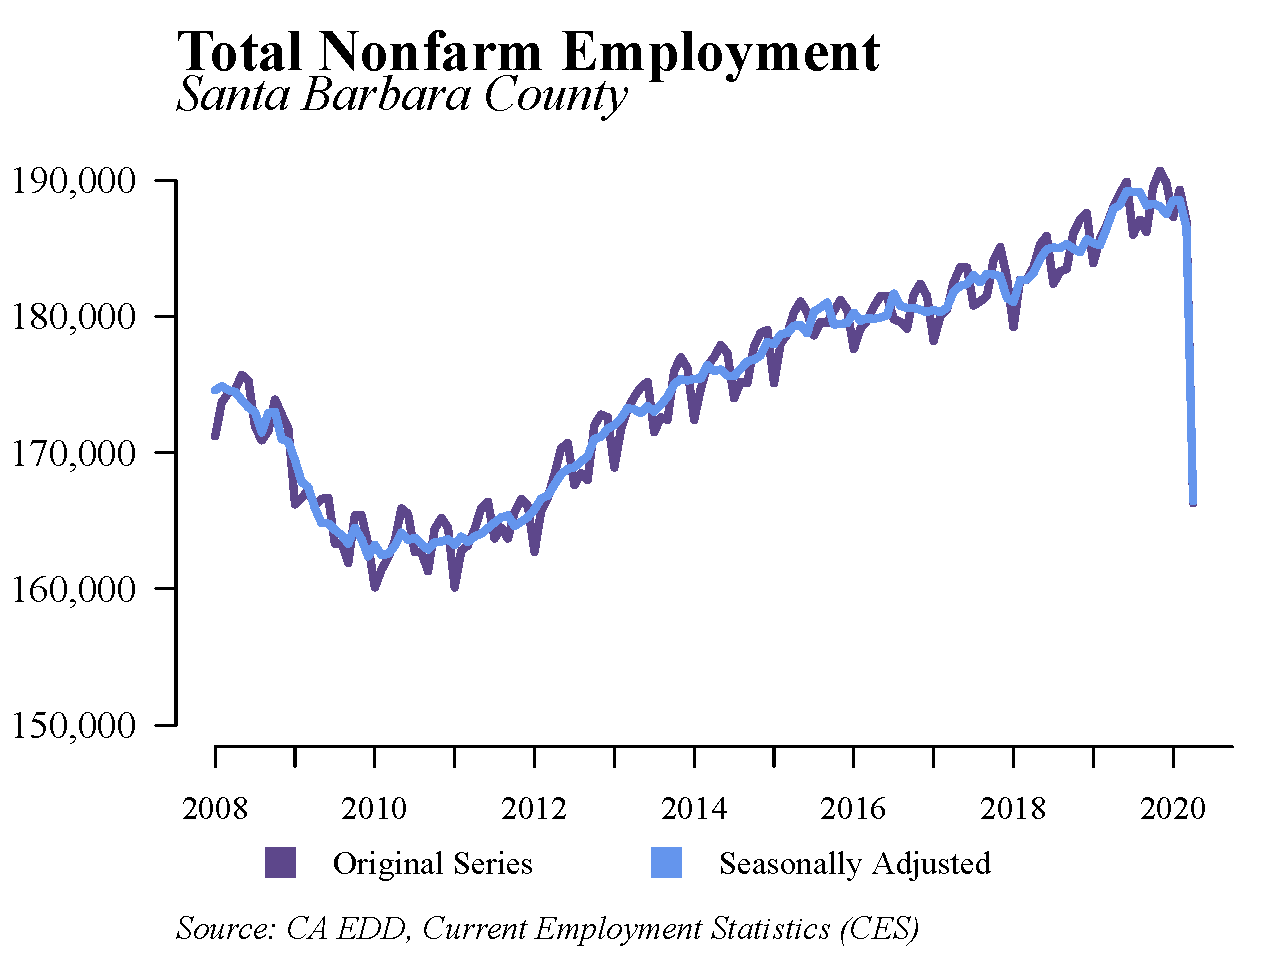 Total Nonfarm Employment
Santa Barbara County
190,000
180,000
170,000
160,000
150,000
2008 2010 2012 2014 2016 2018 2020
Original Series Seasonally Adjusted
Source: CA EDD, Current Employment Statistics (CES)